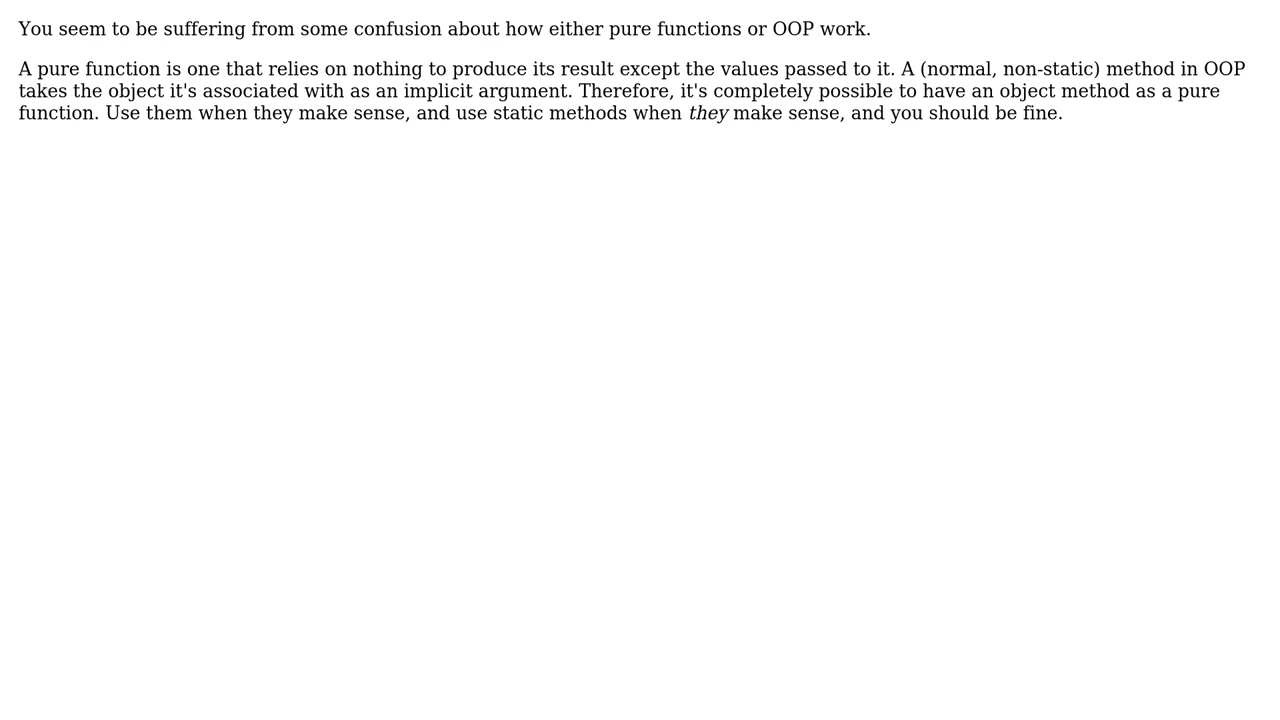 You seem to be suffering from some confusion about how either pure functions or OOP work.
A pure function is one that relies on nothing to produce its result except the values passed to it. A (normal, non-static) method in OOP
takes the object it's associated with as an implicit argument. Therefore, it's completely possible to have an object method as a pure
function. Use them when they make sense, and use static methods when they make sense, and you should be fine.